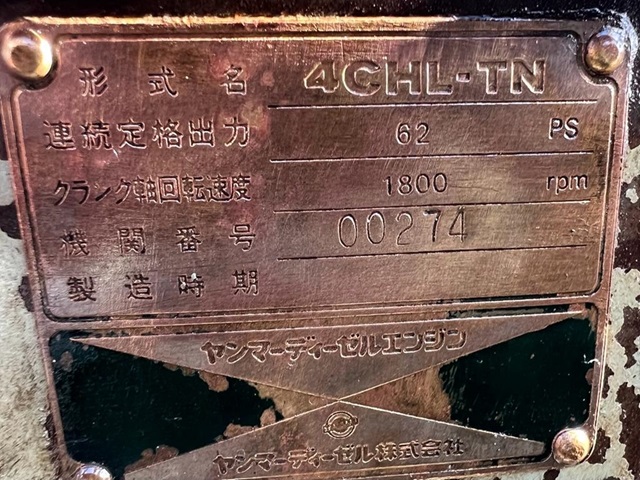 形式名 4CHL-TN
連続定格出力 62 PS
クランク軸回転速度 1800 rpm
機関番号 00274
製造時期
ヤンマーディーゼルエンジン
ヤンマーディーゼル株式会社